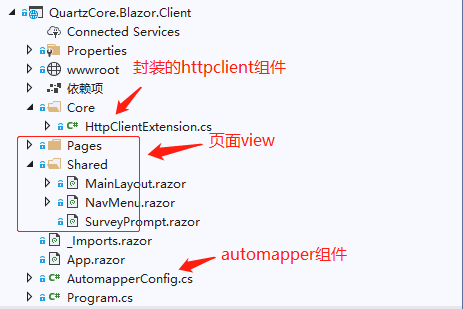 QuartzCore.Blazor.Client
Connected Services
Properties
wwwroot
封装的httpclient组件
依赖项
Core
C# HttpClientExtension.cs
Pages
页面view
Shared
MainLayout.razor
NavMenu.razor
SurveyPrompt.razor
_Imports.razor
App.razor
automapper组件
C# AutomapperConfig.cs
C# Program.cs